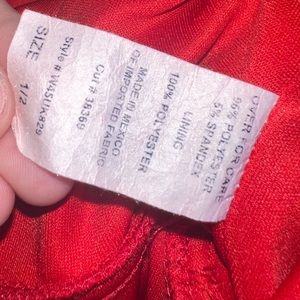 OVER FOR CARE
95% POLYESTER
5% SPANDEX
LINING
100% POLYESTER
MADE IN MEXICO
OF IMPORTED FABRIC
Cut # 38369
Style #
SIZE 1/2